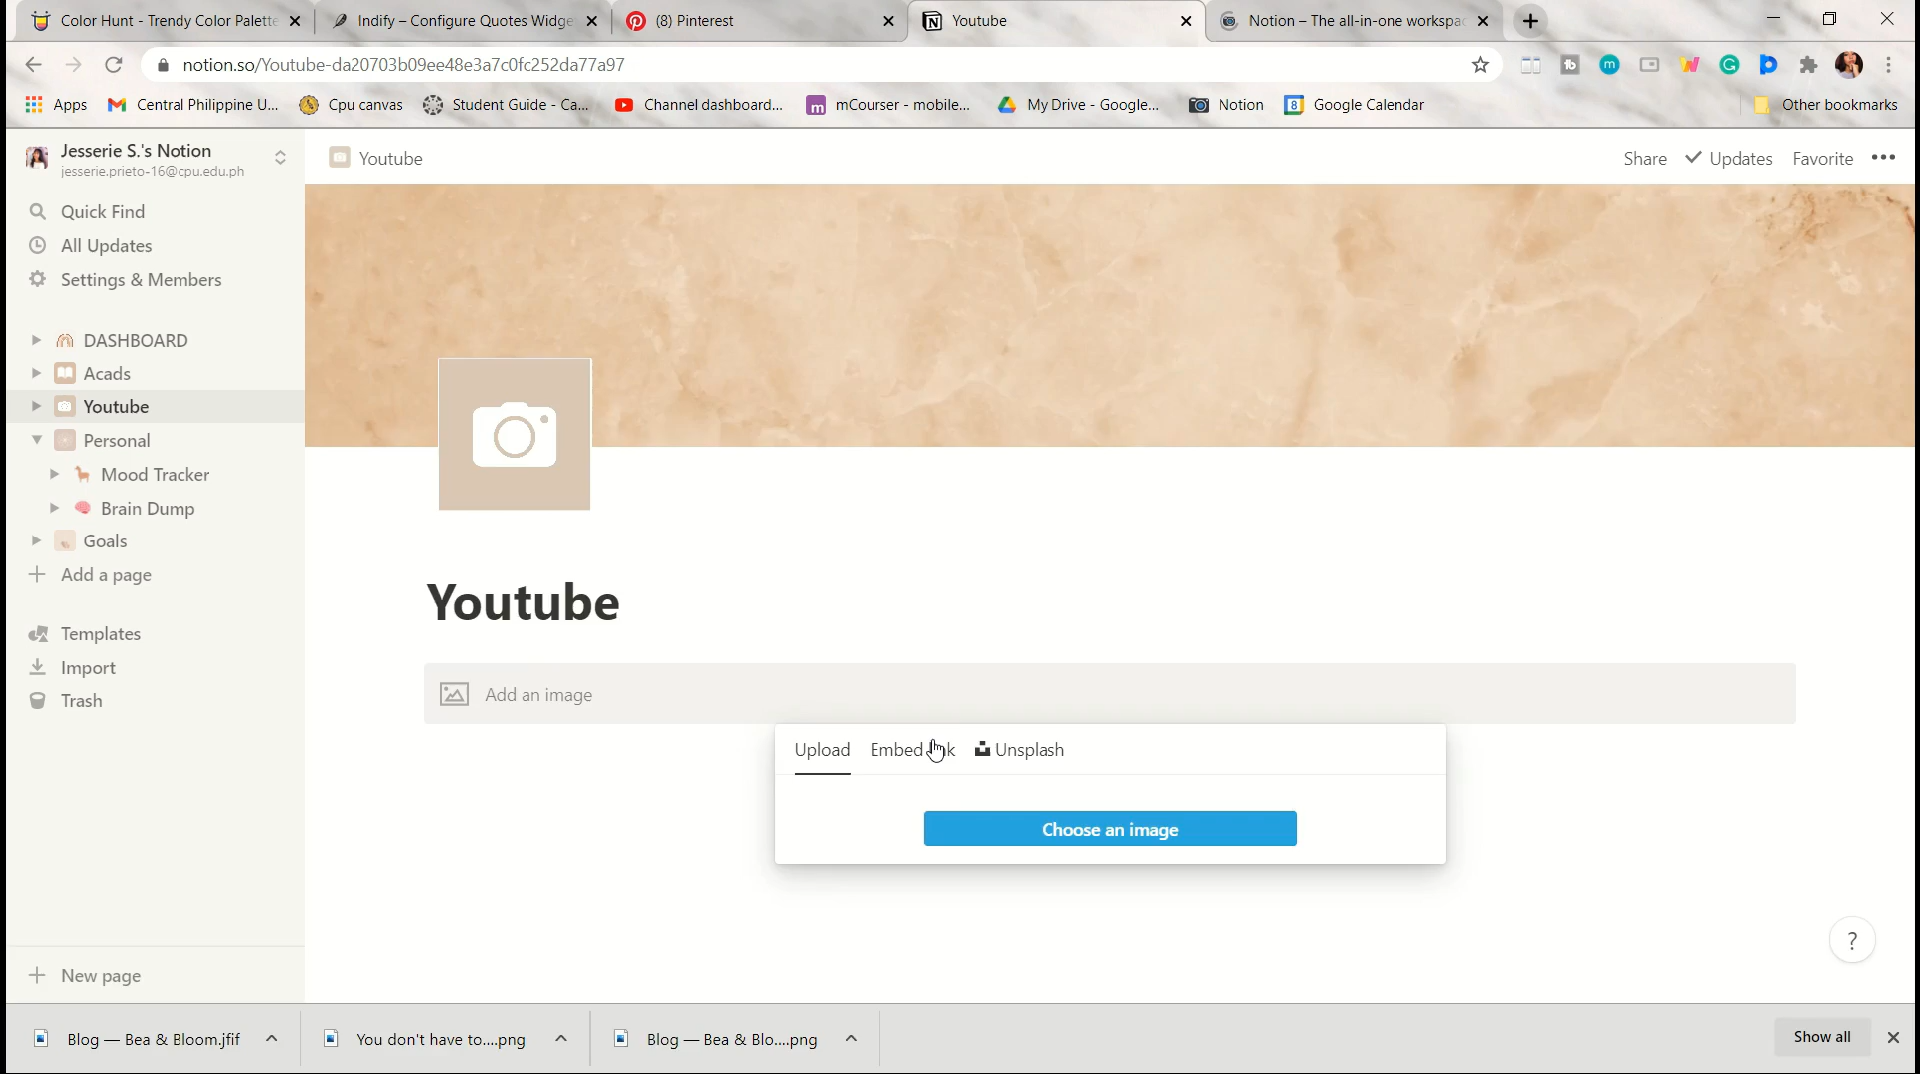 Color Hunt - Trendy Color Palette
Indify – Configure Quotes Widge
(8) Pinterest
Youtube
Notion – The all-in-one workspac
notion.so/Youtube-da20703b09ee48e3a7c0fc252da77a97
Apps
Central Philippine U...
Cpu canvas
Student Guide - Ca...
Channel dashboard...
mCourser - mobile...
My Drive - Google...
Notion
8
Google Calendar
Other bookmarks
Jesserie S.'s Notion
jesserie.prieto-16@cpu.edu.ph
Quick Find
All Updates
Settings & Members
DASHBOARD
Acads
Youtube
Personal
Mood Tracker
Brain Dump
Goals
Add a page
Templates
Import
Trash
New page
Youtube
Share
Updates
Favorite
Youtube
Add an image
Upload
Embed
Unsplash
Choose an image
?
Blog — Bea & Bloom.jfif
You don't have to....png
Blog — Bea & Blo....png
Show all